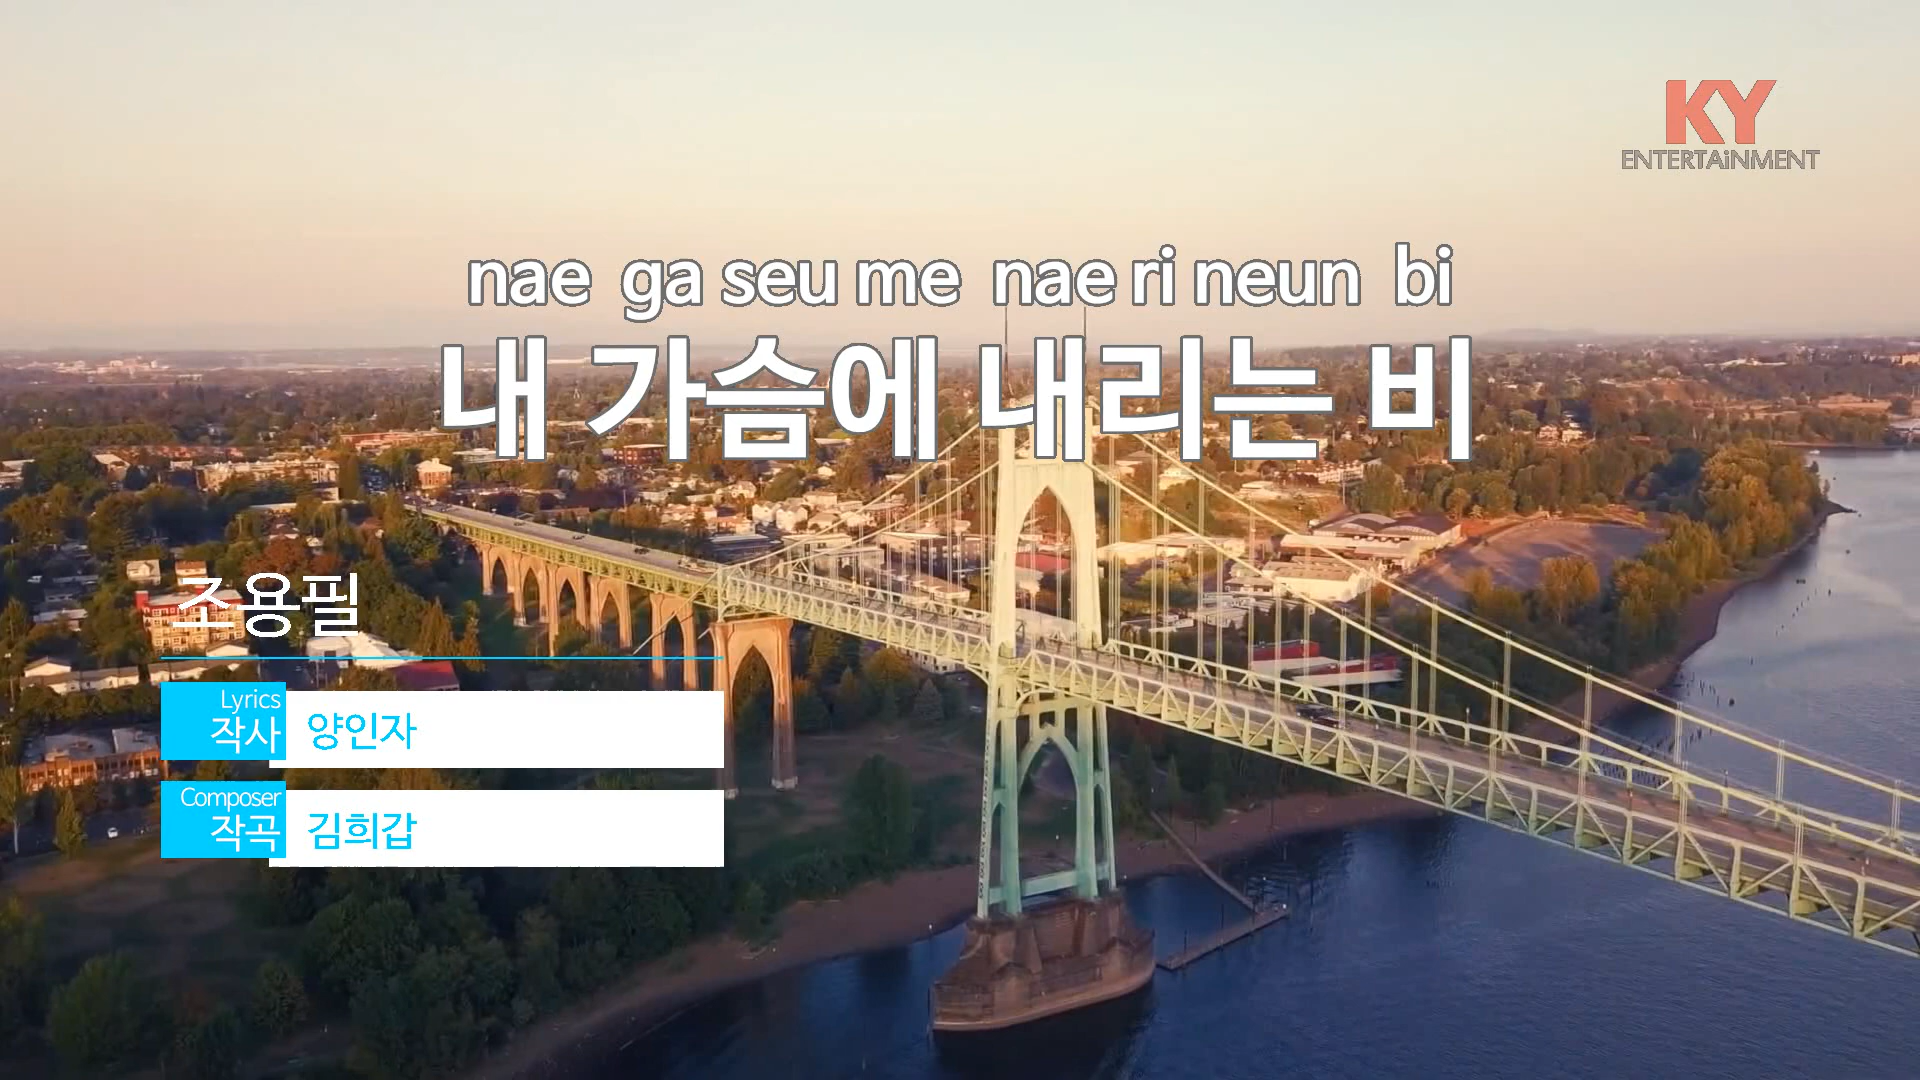 KY
ENTERTAiNMENT
nae ga seu me nae ri neun bi
내 가슴에 내리는 비
조용필
Lyrics
작사 양인자
Composer
작곡 김희갑